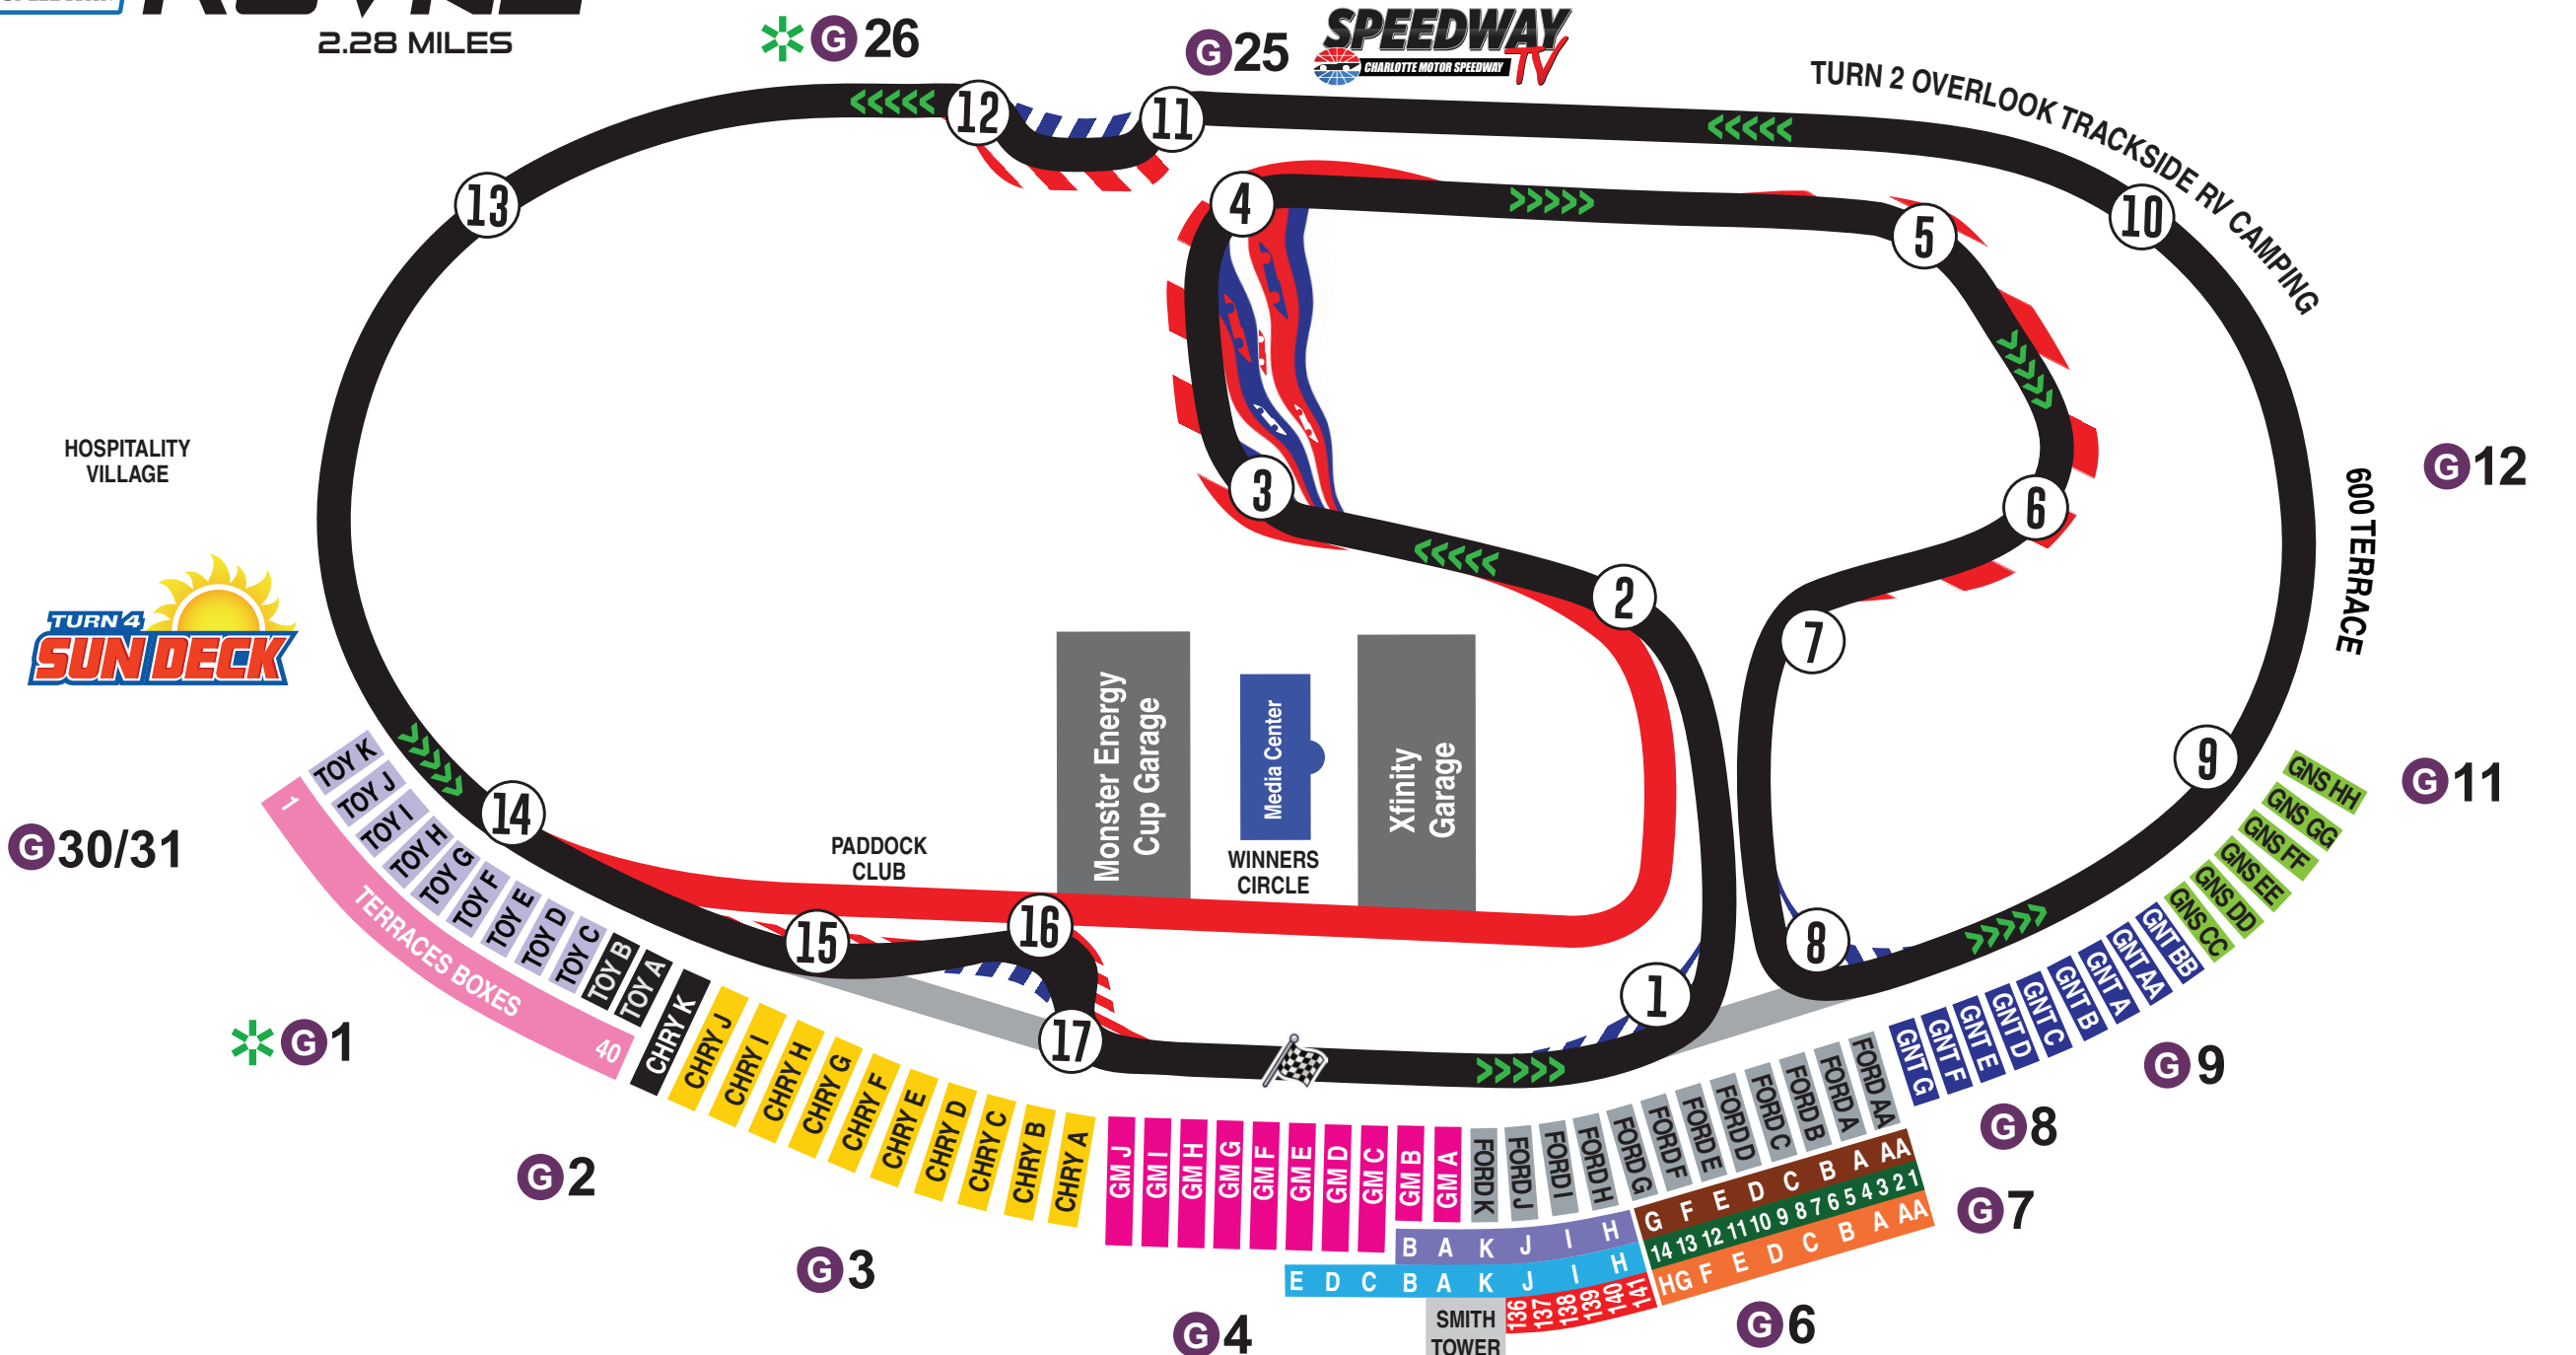 2.28 MILES
G 26
G 25
SPEEDWAY
TV
CHARLOTTE MOTOR SPEEDWAY
TURN 2 OVERLOOK TRACKSIDE RV CAMPING
12
11
13
4
5
10
HOSPITALITY
VILLAGE
3
6
G 12
600 TERRACE
2
7
TURN 4
SUN DECK
Monster Energy
Cup Garage
Media Center
Xfinity
Garage
9
G 11
14
G 30/31
PADDOCK
CLUB
WINNERS
CIRCLE
15
16
8
1
17
TOY K
TOY J
TOY I
TOY H
TOY G
TOY F
TOY E
TOY D
TOY C
TOY B
TOY A
1
TERRACES BOXES
40
CHRY K
CHRY J
CHRY I
CHRY H
CHRY G
CHRY F
CHRY E
CHRY D
CHRY C
CHRY B
CHRY A
GM J
GM I
GM H
GM G
GM F
GM E
GM D
GM C
GM B
GM A
FORD K
FORD J
FORD I
FORD H
FORD G
FORD F
FORD E
FORD D
FORD C
FORD B
FORD A
FORD AA
GNT G
GNT F
GNT E
GNT D
GNT C
GNT B
GNT A
GNT AA
GNT BB
GNS CC
GNS DD
GNS EE
GNS FF
GNS GG
GNS HH
G 1
G 2
G 3
G 4
G 6
G 7
G 8
G 9
G F E D C B A AA
14 13 12 11 10 9 8 7 6 5 4 3 2 1
H G F E D C B A AA
B A K J I H
E D C B A K J I H
136 137 138 139 140 141
SMITH
TOWER